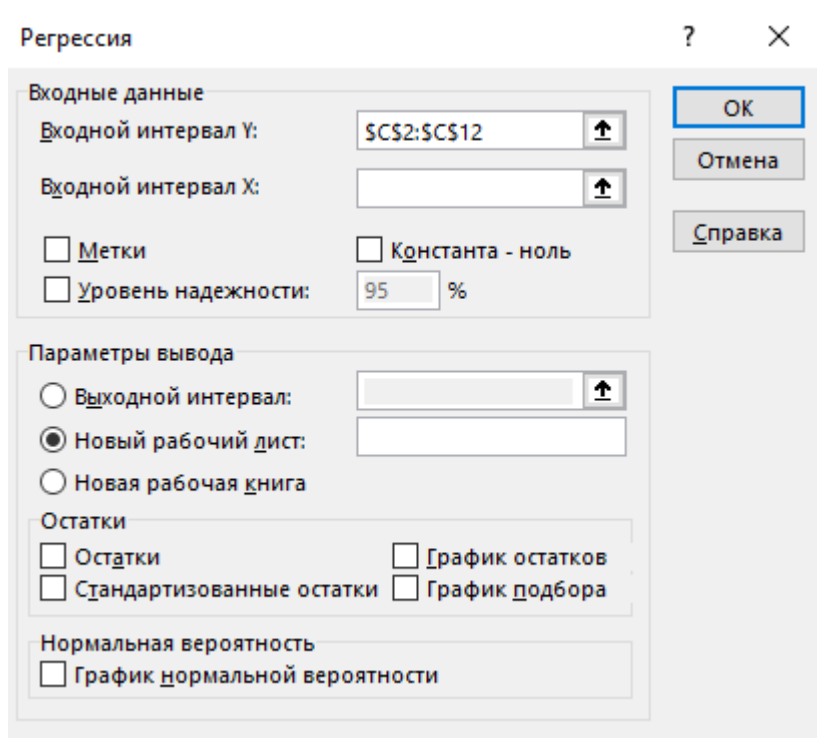 Регрессия ? ×
Входные данные
Входной интервал Y: $C$2:$C$12
Входной интервал X:
Метки Константа - ноль
Уровень надежности: 95 %
Параметры вывода
Выходной интервал:
Новый рабочий лист:
Новая рабочая книга
Остатки
Остатки График остатков
Стандартизованные остатки График подбора
Нормальная вероятность
График нормальной вероятности
ОК
Отмена
Справка